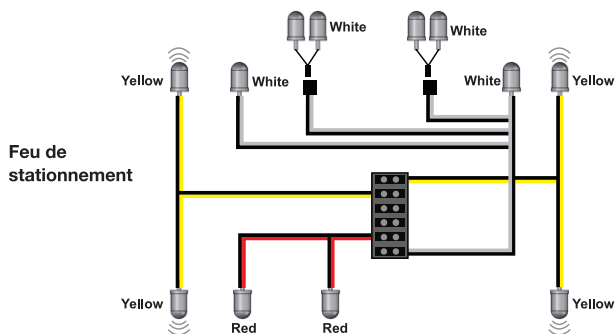 White
White
Yellow
White
White
Yellow
Feu de
stationnement
Yellow
Red
Red
Yellow